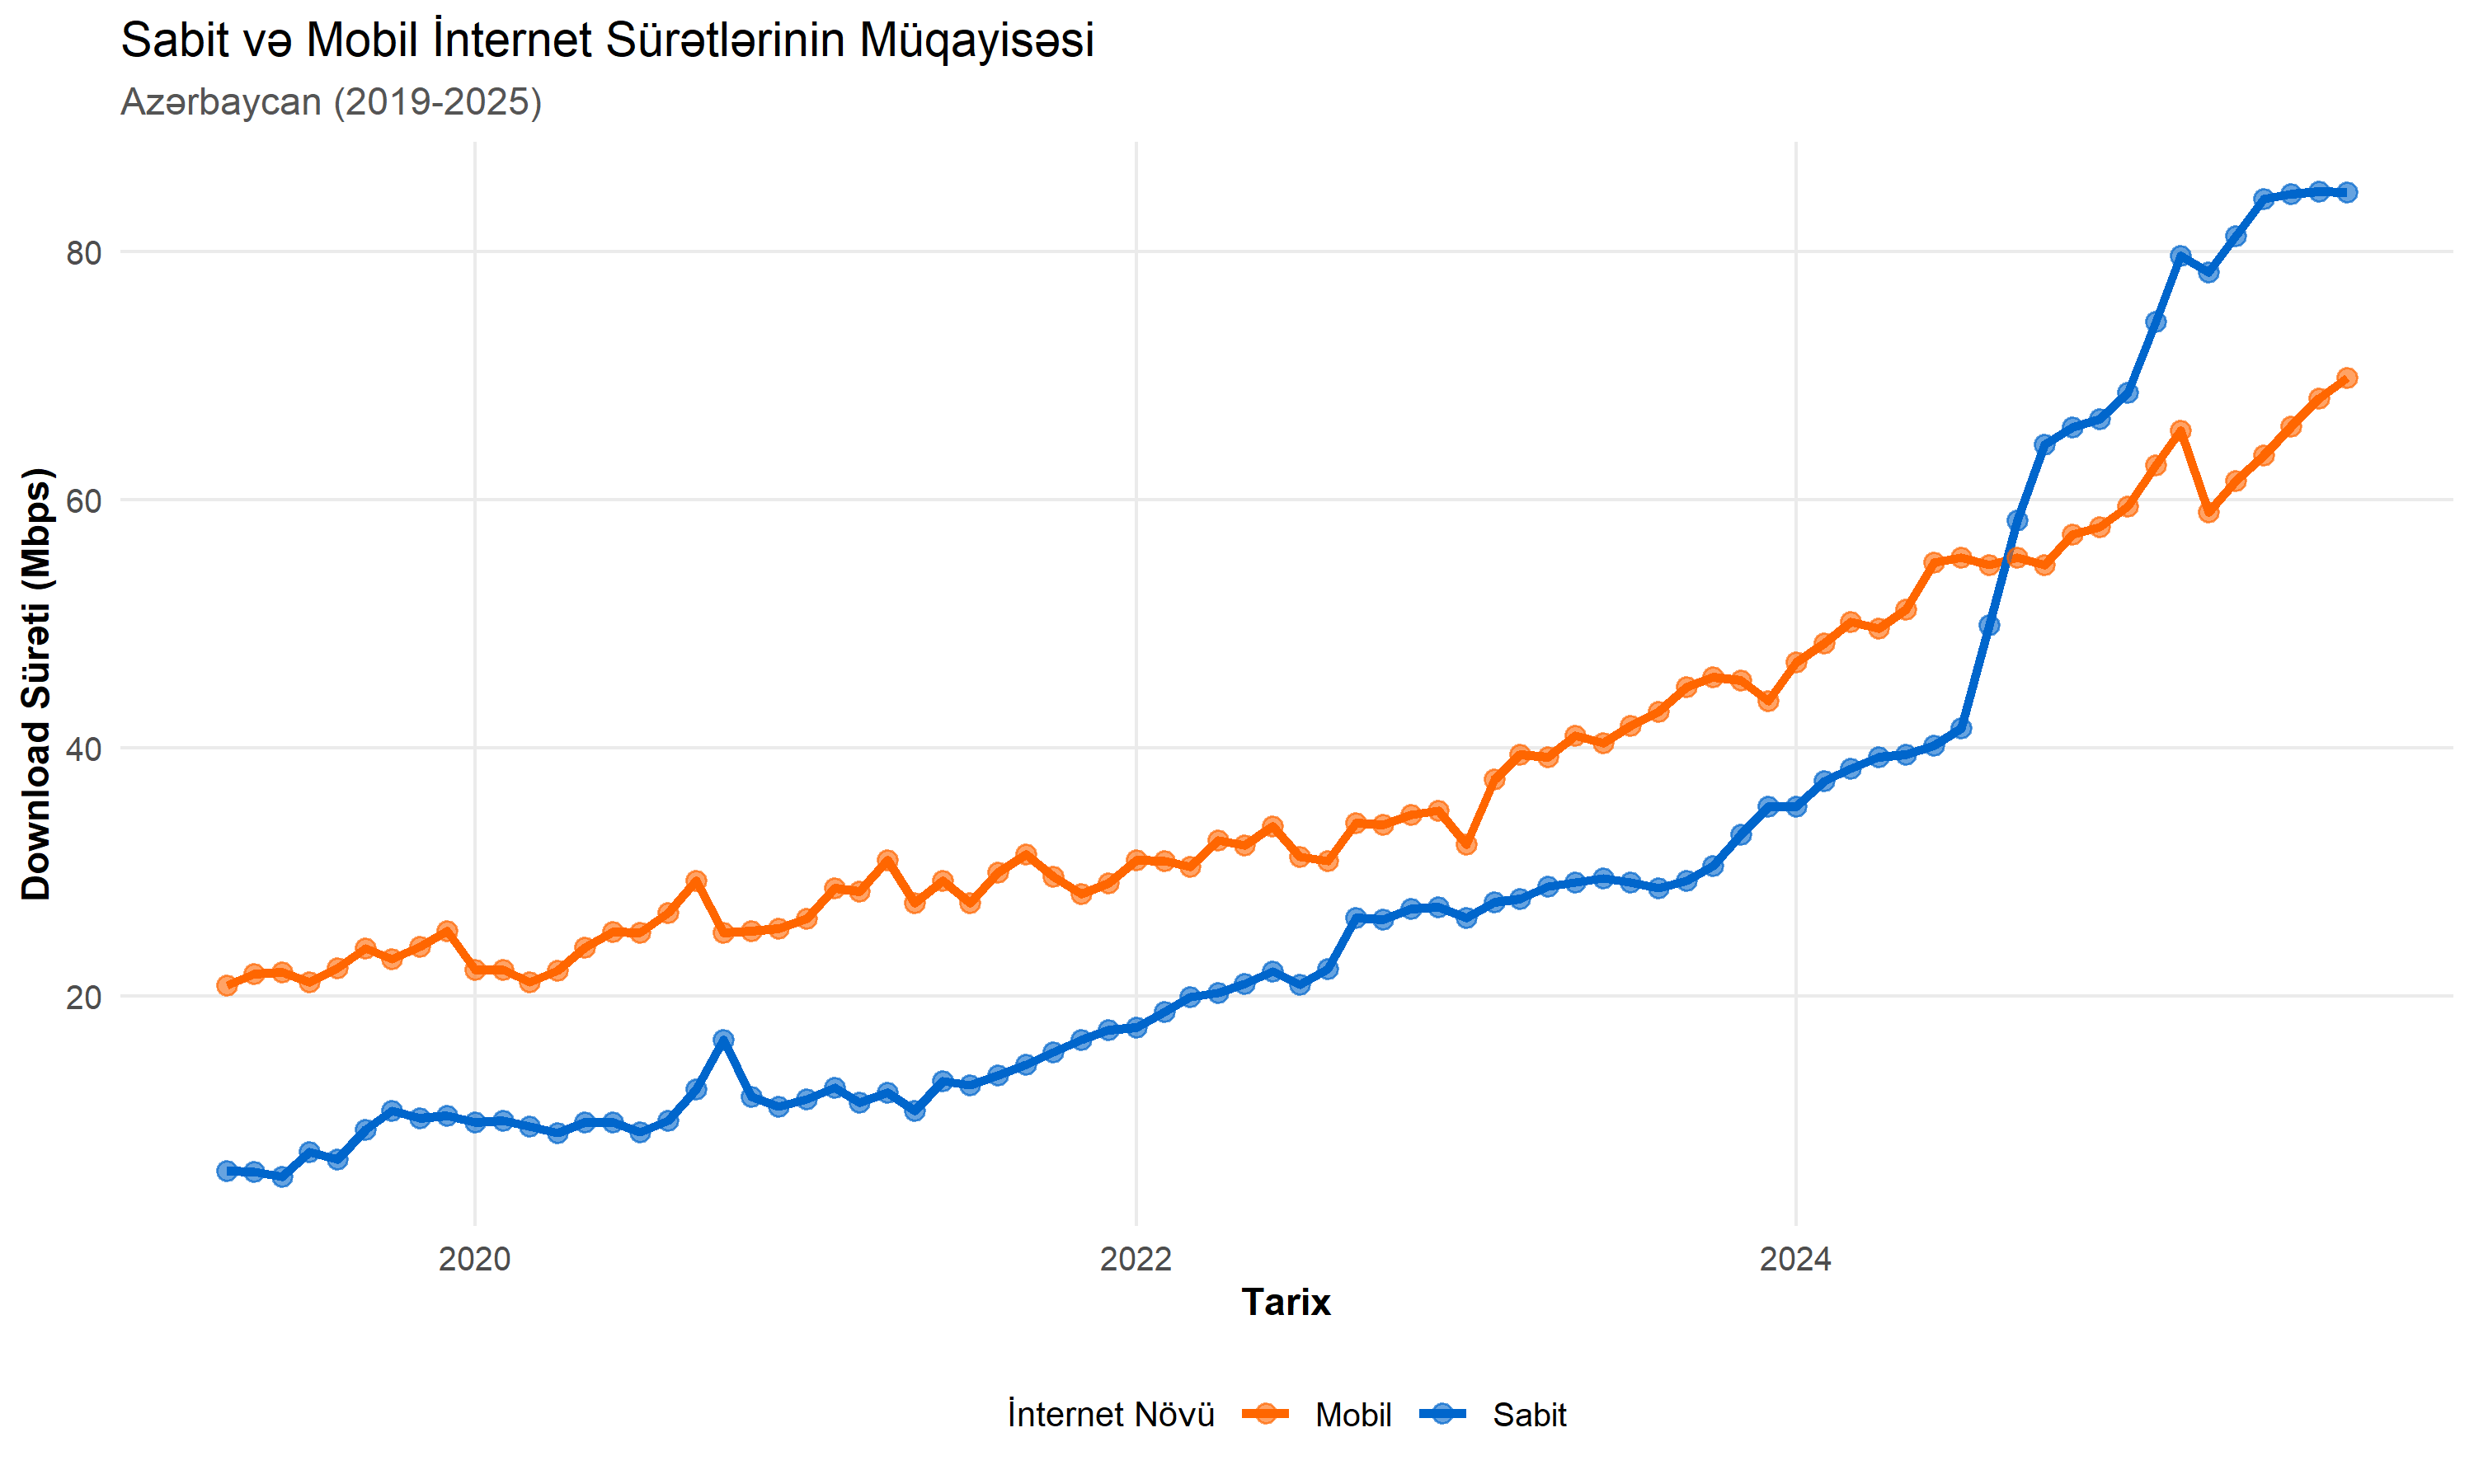 Sabit və Mobil İnternet Sürətlərinin Müqayisəsi
Azərbaycan (2019-2025)
Download Sürəti (Mbps)
80
60
40
20
2020 2022 2024
Tarix
İnternet Növü Mobil Sabit